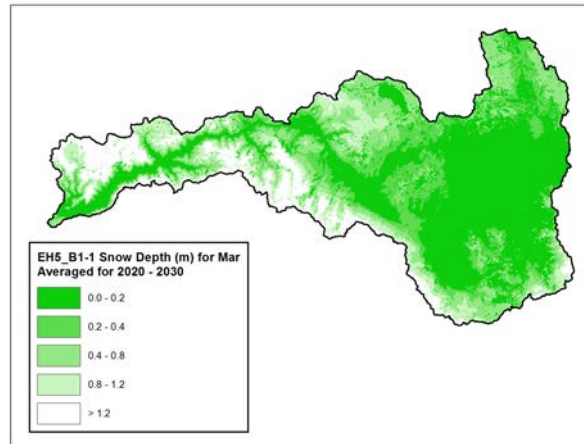 EH5_B1-1 Snow Depth (m) for Mar
Averaged for 2020 - 2030
0.0 - 0.2
0.2 - 0.4
0.4 - 0.8
0.8 - 1.2
> 1.2